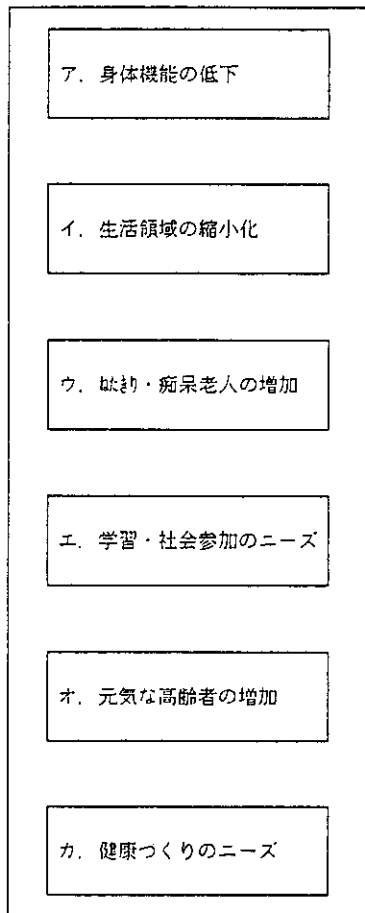 ア．身体機能の低下
イ．生活領域の縮小化
ウ．ねたきり・痴呆老人の増加
エ．学習・社会参加のニーズ
オ．元気な高齢者の増加
カ．健康づくりのニーズ